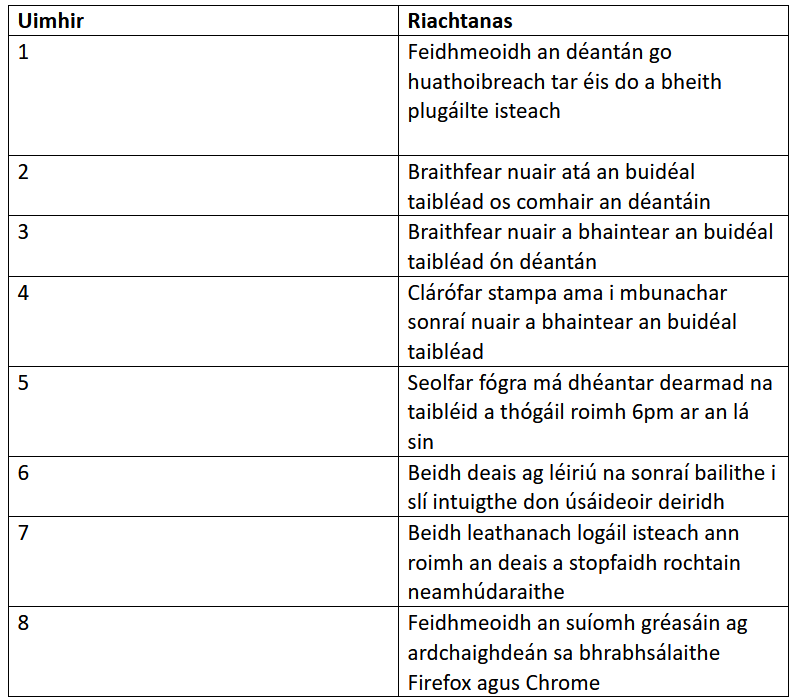 Uimhir Riachtanas
1 Feidhmeoidh an déantán go
huathoibreach tar éis do a bheith
plugáilte isteach
2 Braithfear nuair atá an buidéal
taibléad os comhair an déantáin
3 Braithfear nuair a bhaintear an buidéal
taibléad ón déantán
4 Clárófar stampa ama i mbunachar
sonraí nuair a bhaintear an buidéal
taibléad
5 Seolfar fógra má dhéantar dearmad na
taibléid a thógáil roimh 6pm ar an lá
sin
6 Beidh deais ag léiriú na sonraí bailithe i
slí intuigthe don úsáideoir deiridh
7 Beidh leathanach logáil isteach ann
roimh an deais a stopfaidh rochtain
neamhúdaraithe
8 Feidhmeoidh an suíomh gréasáin ag
ardchaighdeán sa bhrabhsálaithe
Firefox agus Chrome